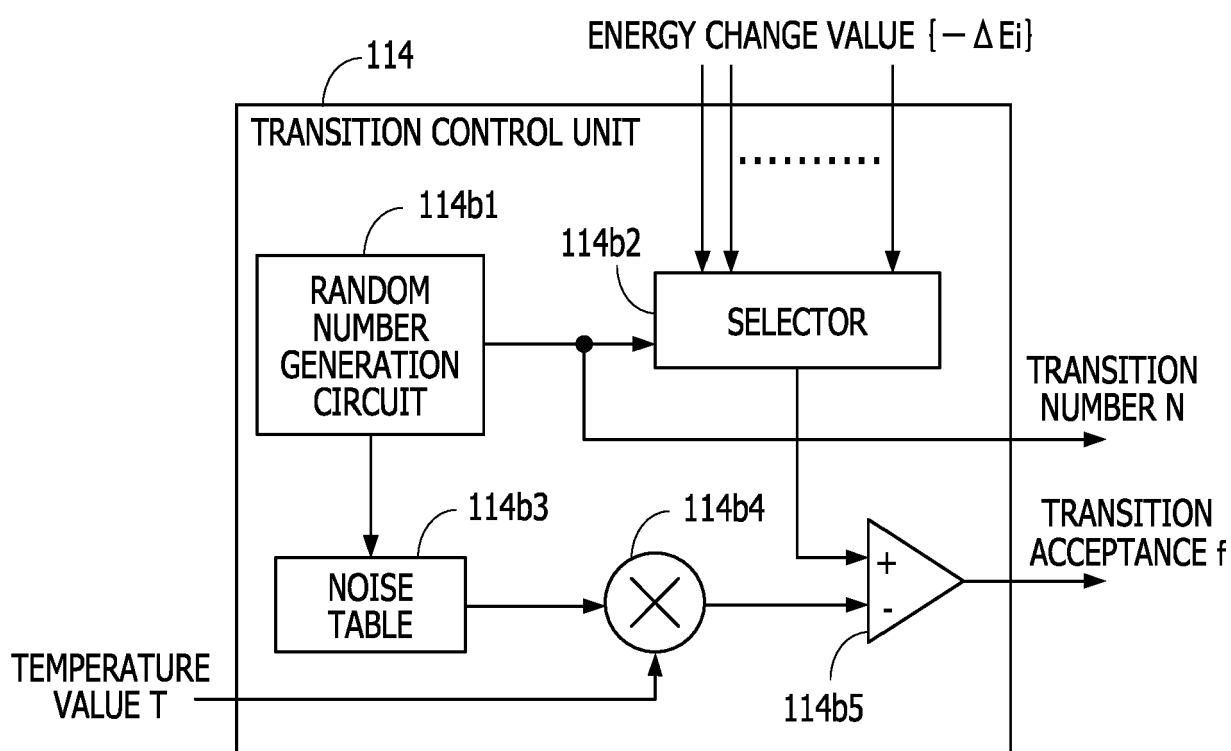 ENERGY CHANGE VALUE {− ΔEi}
114
TRANSITION CONTROL UNIT
114b1
114b2
RANDOM
NUMBER
GENERATION
CIRCUIT
SELECTOR
TRANSITION
NUMBER N
114b3
114b4
TRANSITION
ACCEPTANCE f
NOISE
TABLE
+
-
TEMPERATURE
VALUE T
114b5